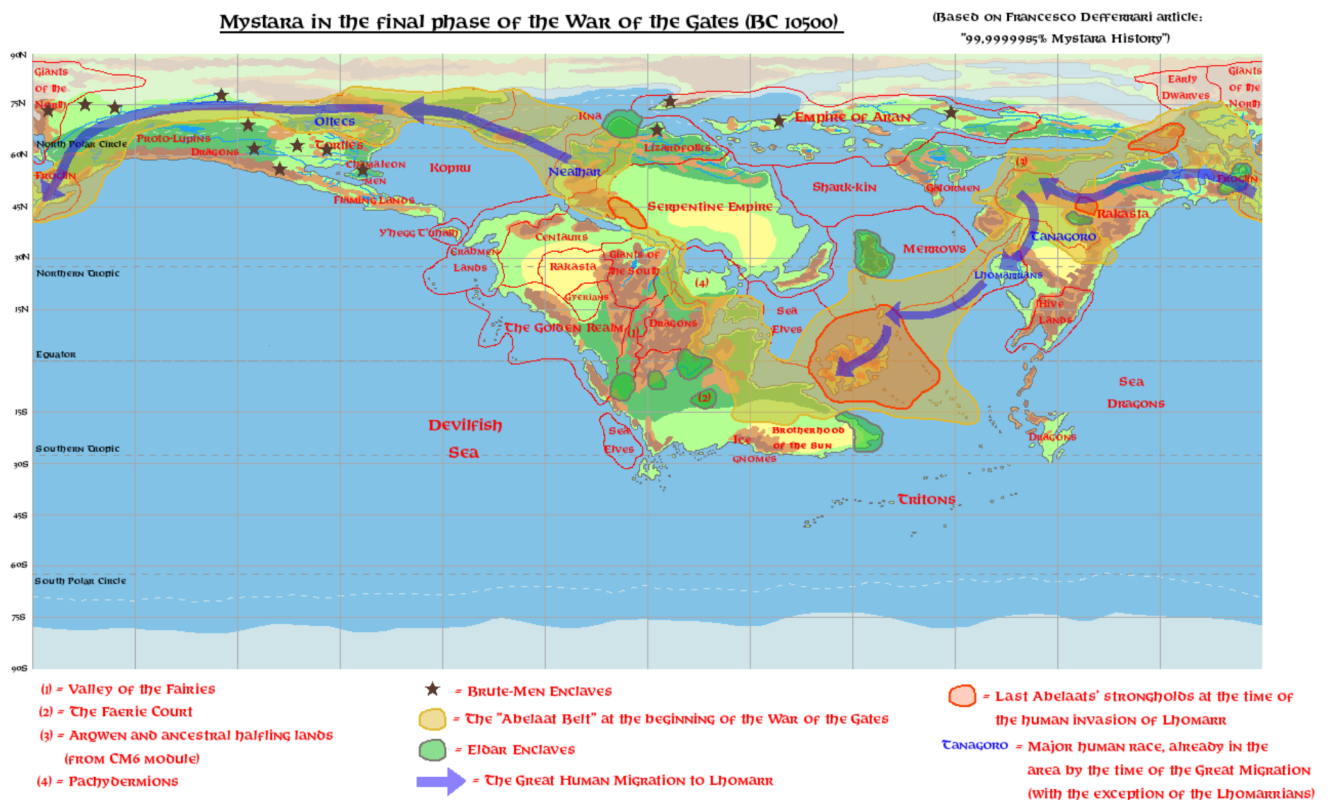 Mystara in the final phase of the War of the Gates (BC 10500)
(Based on Francesco Defferrari article:
"99,9999985% Mystara History")
90N
75N
60N
45N
30N
15N
15S
30S
45S
60S
75S
90S
Giants
of the
North
Early
Dwarves
Giants
of the
North
Oltecs
Proto-Lupins
Dragons
Tortles
Chamaleon
men
North Polar Circle
Froglin
Flaming Lands
Kopru
Kna
Lizardfolks
Empire of Aran
Neathar
Shark-kin
Gatormen
(3)
Froglin
Rakasta
Serpentine Empire
Tanagoro
Merrows
Y'hegg T'uhath
Crabmen
Lands
Centaurs
Rakasta
Gyerians
Giants of
the South
(4)
Lhomarrians
Hive
Lands
Northern Tropic
Sea
Elves
The Golden Realm
(1)
Dragons
Equator
(2)
Sea
Dragons
Devilfish
Sea
Sea
Elves
Ice
gnomes
Brotherhood
of the Sun
Dragons
Southern Tropic
Tritons
South Polar Circle
(1) = Valley of the Fairies
(2) = The Faerie Court
(3) = Arqwen and ancestral halfling lands
(from CM6 module)
(4) = Pachydermions
= Brute-Men Enclaves
= The "Abelaat Belt" at the beginning of the War of the Gates
= Eldar Enclaves
= The Great Human Migration to Lhomarr
= Last Abelaats' strongholds at the time of
the human invasion of Lhomarr
Tanagoro = Major human race, already in the
area by the time of the Great Migration
(with the exception of the Lhomarrians)